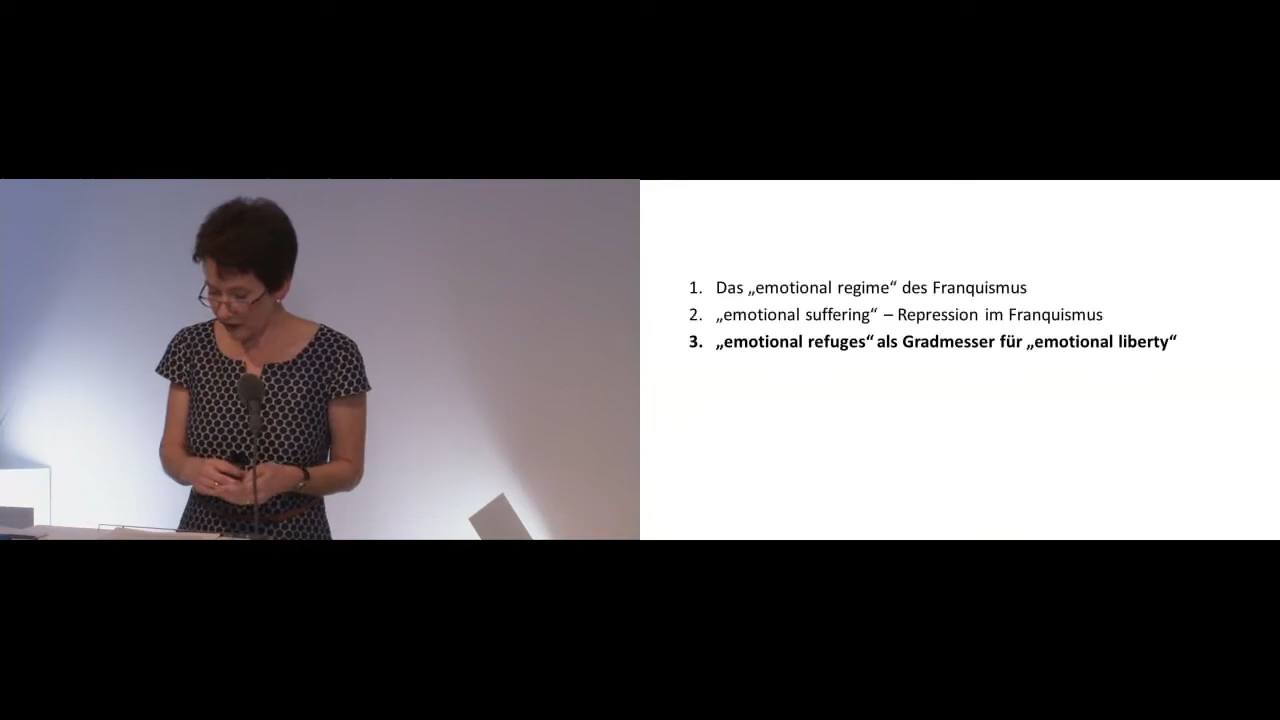 1. Das „emotional regime“ des Franquismus
2. „emotional suffering“ – Repression im Franquismus
3. „emotional refuges“ als Gradmesser für „emotional liberty“